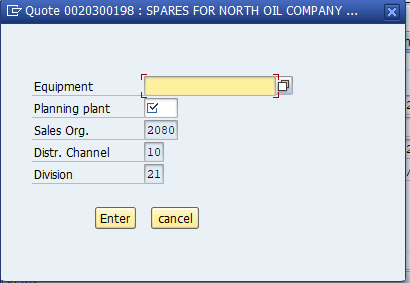 Quote 0020300198 : SPARES FOR NORTH OIL COMPANY ...
Equipment
Planning plant
Sales Org. 2080
Distr. Channel 10
Division 21
Enter cancel